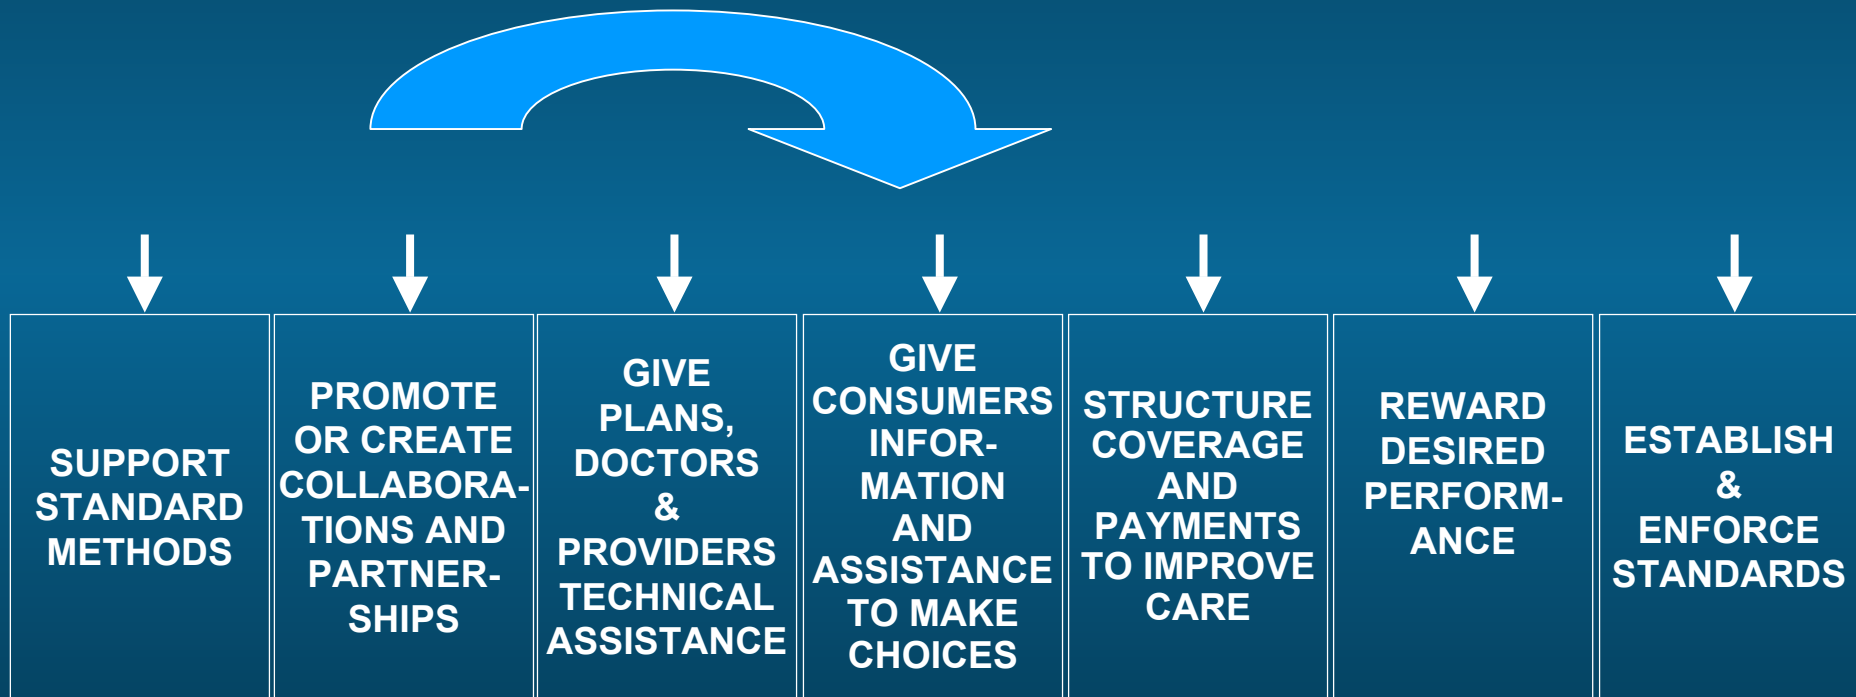 SUPPORT
STANDARD
METHODS
PROMOTE
OR CREATE
COLLABORA-
TIONS AND
PARTNER-
SHIPS
GIVE
PLANS,
DOCTORS
&
PROVIDERS
TECHNICAL
ASSISTANCE
GIVE
CONSUMERS
INFOR-
MATION
AND
ASSISTANCE
TO MAKE
CHOICES
STRUCTURE
COVERAGE
AND
PAYMENTS
TO IMPROVE
CARE
REWARD
DESIRED
PERFORM-
ANCE
ESTABLISH
&
ENFORCE
STANDARDS